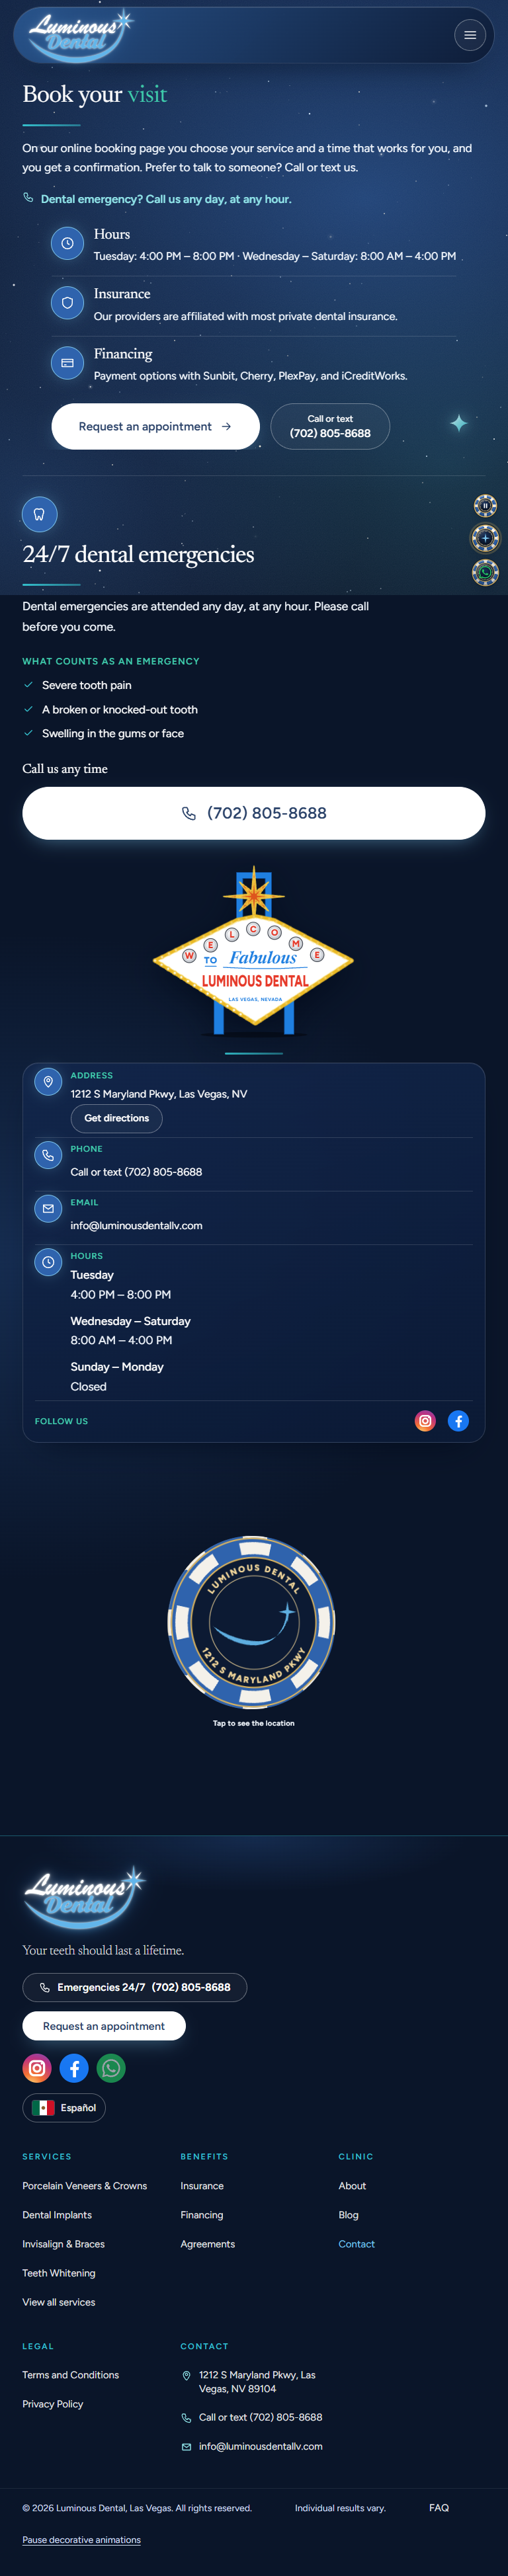 Luminous
Dental
Book your visit
On our online booking page you choose your service and a time that works for you, and
you get a confirmation. Prefer to talk to someone? Call or text us.
Dental emergency? Call us any day, at any hour.
Hours
Tuesday: 4:00 PM – 8:00 PM · Wednesday – Saturday: 8:00 AM – 4:00 PM
Insurance
Our providers are affiliated with most private dental insurance.
Financing
Payment options with Sunbit, Cherry, PlexPay, and iCreditWorks.
Request an appointment
Call or text
(702) 805-8688
24/7 dental emergencies
Dental emergencies are attended any day, at any hour. Please call
before you come.
WHAT COUNTS AS AN EMERGENCY
Severe tooth pain
A broken or knocked-out tooth
Swelling in the gums or face
Call us any time
(702) 805-8688
WELCOME
TO Fabulous
LUMINOUS DENTAL
LAS VEGAS, NEVADA
ADDRESS
1212 S Maryland Pkwy, Las Vegas, NV
Get directions
PHONE
Call or text (702) 805-8688
EMAIL
info@luminousdentallv.com
HOURS
Tuesday
4:00 PM – 8:00 PM
Wednesday – Saturday
8:00 AM – 4:00 PM
Sunday – Monday
Closed
FOLLOW US
LUMINOUS DENTAL
1212 S MARYLAND PKWY
Tap to see the location
Luminous
Dental
Your teeth should last a lifetime.
Emergencies 24/7 (702) 805-8688
Request an appointment
Español
SERVICES
Porcelain Veneers & Crowns
Dental Implants
Invisalign & Braces
Teeth Whitening
View all services
BENEFITS
Insurance
Financing
Agreements
CLINIC
About
Blog
Contact
LEGAL
Terms and Conditions
Privacy Policy
CONTACT
1212 S Maryland Pkwy, Las
Vegas, NV 89104
Call or text (702) 805-8688
info@luminousdentallv.com
© 2026 Luminous Dental, Las Vegas. All rights reserved.
Individual results vary.
FAQ
Pause decorative animations